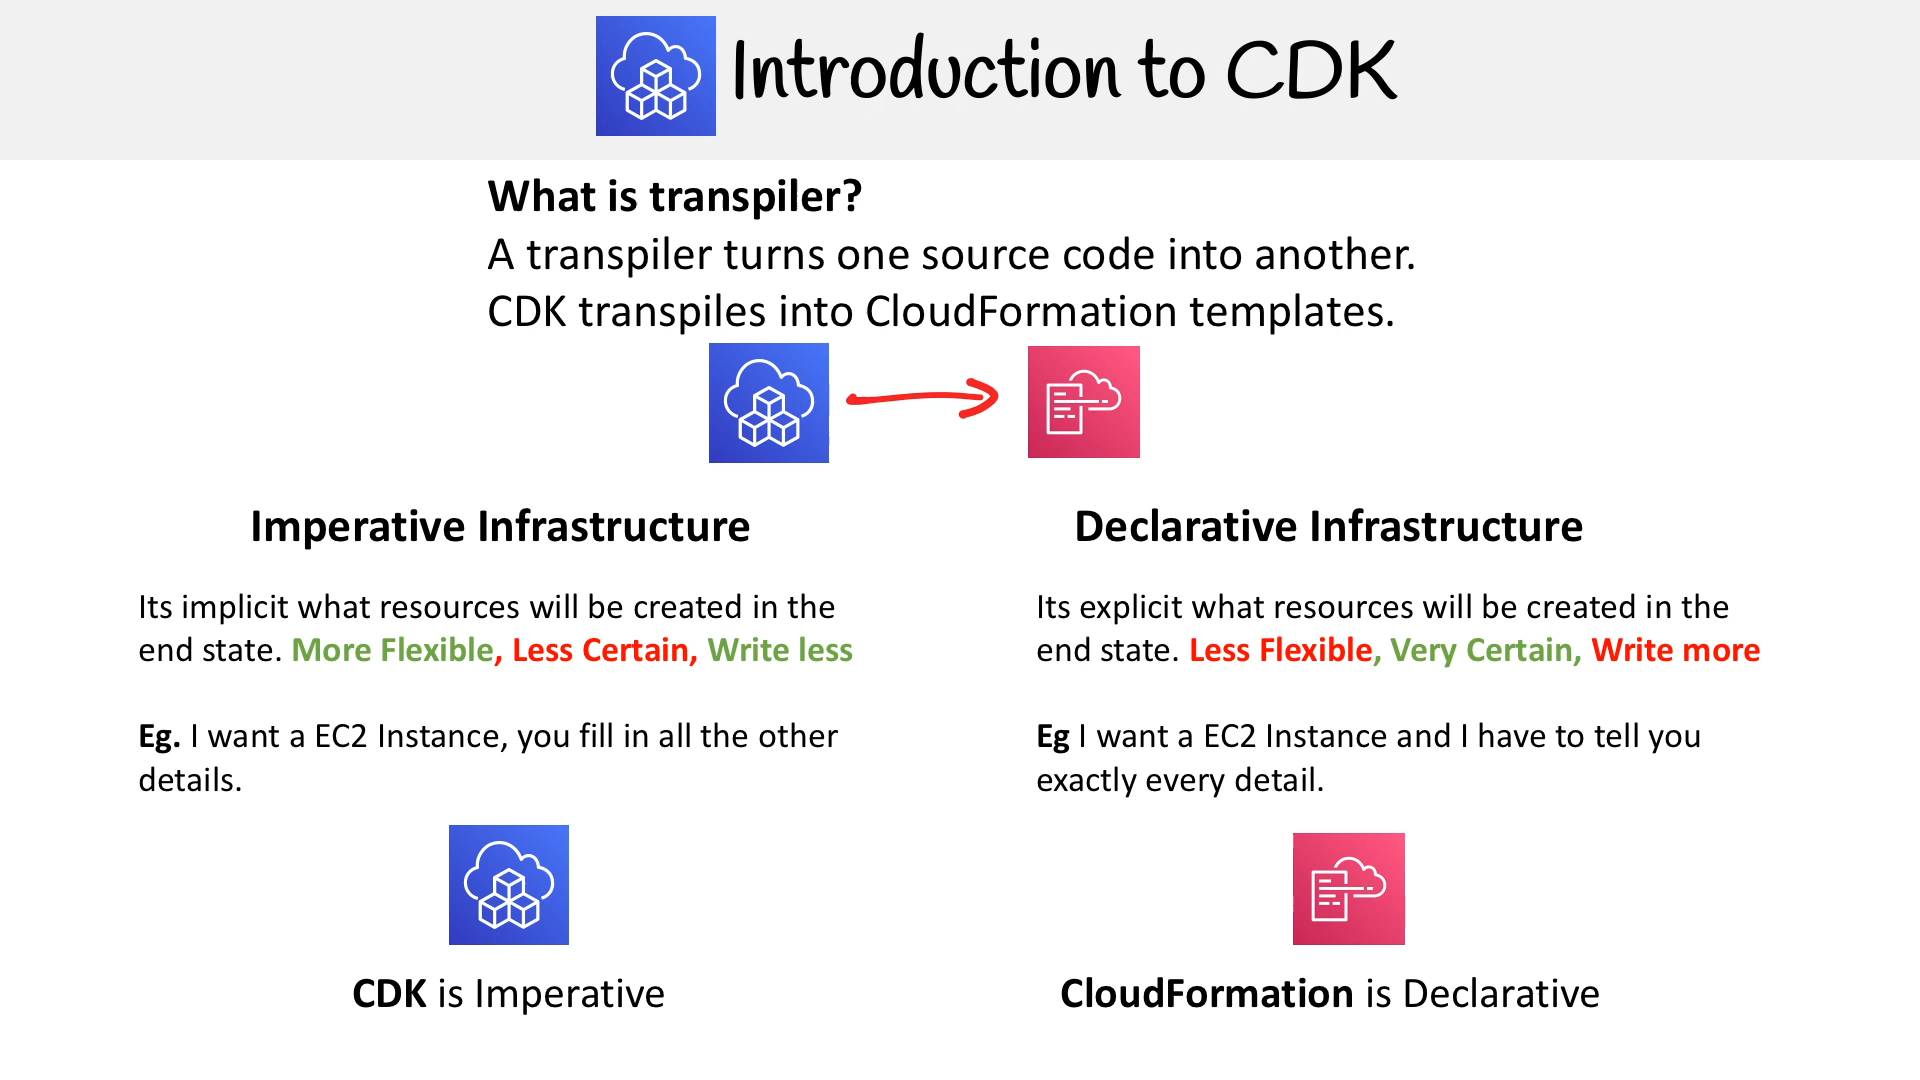 Introduction to CDK
What is transpiler?
A transpiler turns one source code into another.
CDK transpiles into CloudFormation templates.
Imperative Infrastructure
Its implicit what resources will be created in the
end state. More Flexible, Less Certain, Write less
Eg. I want a EC2 Instance, you fill in all the other
details.
CDK is Imperative
Declarative Infrastructure
Its explicit what resources will be created in the
end state. Less Flexible, Very Certain, Write more
Eg I want a EC2 Instance and I have to tell you
exactly every detail.
CloudFormation is Declarative